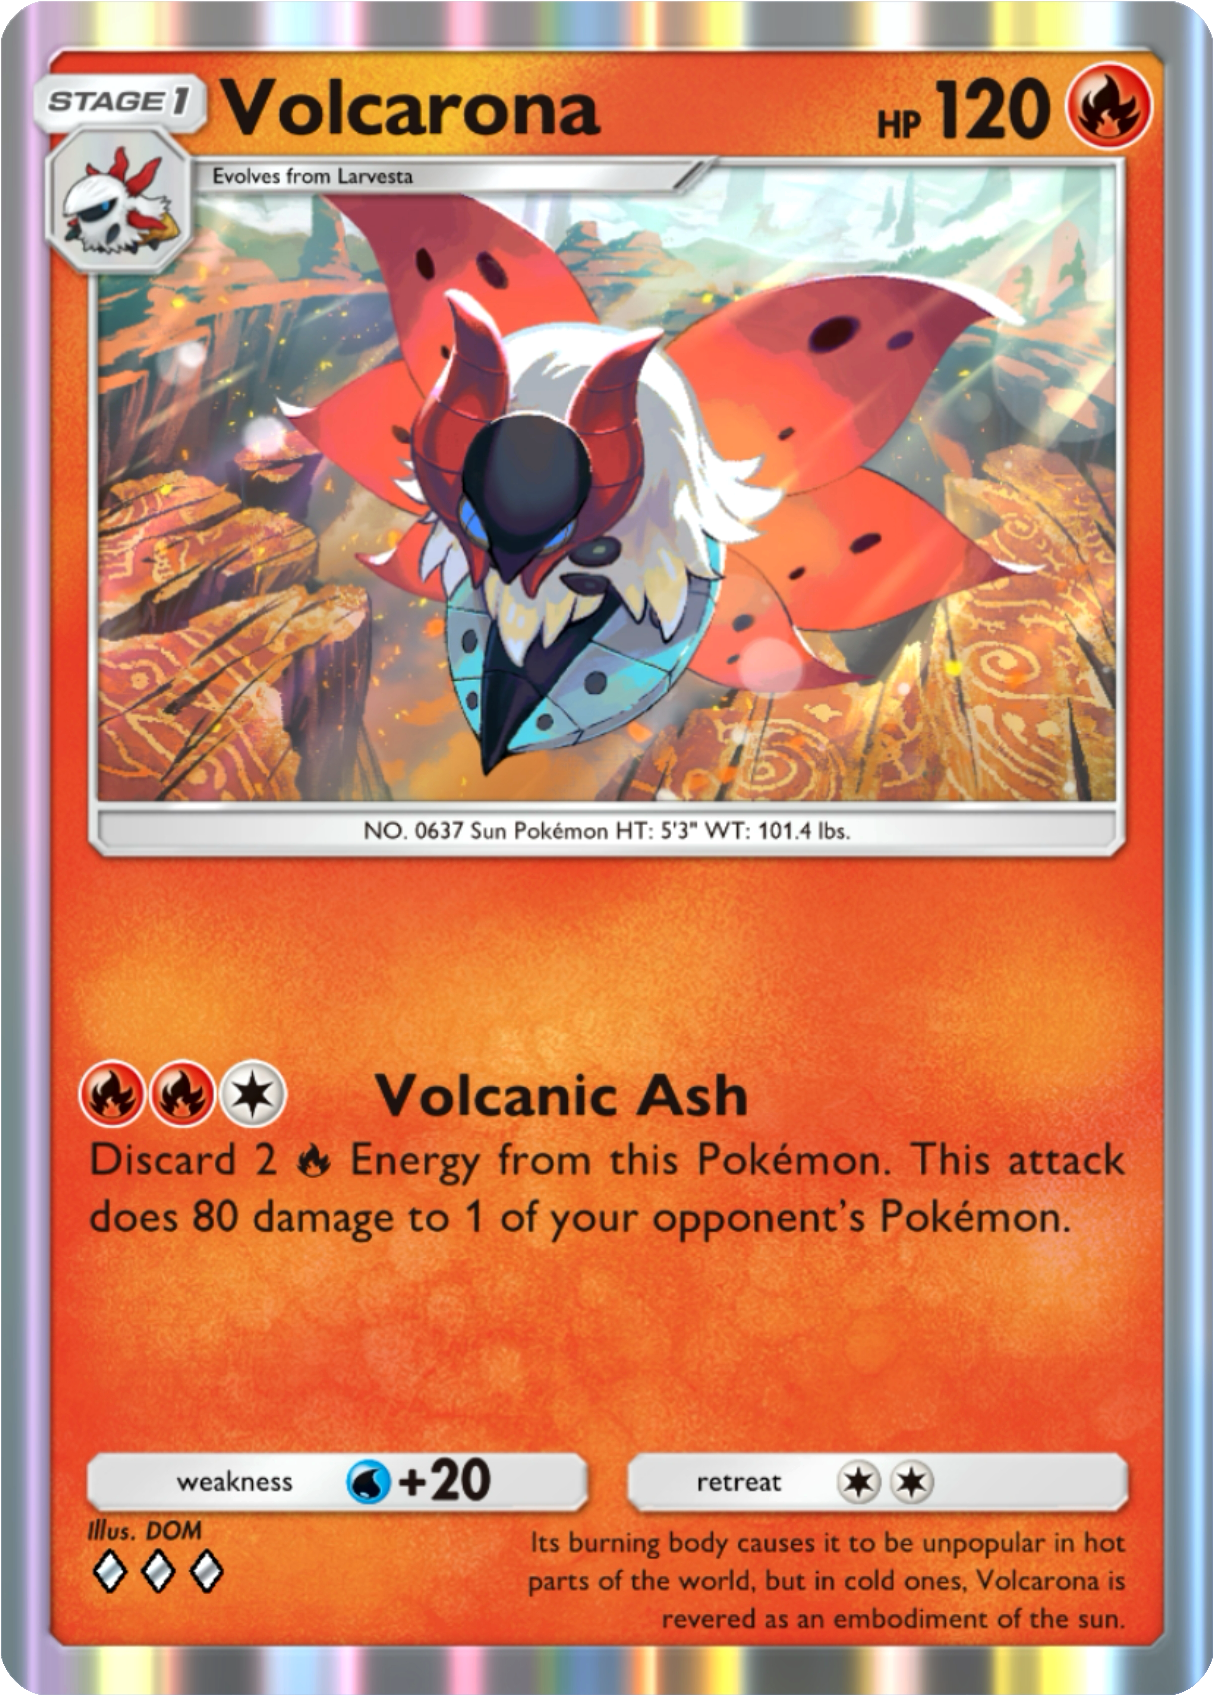 STAGE 1
Volcarona
HP 120
Evolves from Larvesta
NO. 0637 Sun Pokémon HT: 5'3" WT: 101.4 lbs.
Volcanic Ash
Discard 2 Energy from this Pokémon. This attack
does 80 damage to 1 of your opponent's Pokémon.
weakness +20
retreat
Illus. DOM
Its burning body causes it to be unpopular in hot
parts of the world, but in cold ones, Volcarona is
revered as an embodiment of the sun.